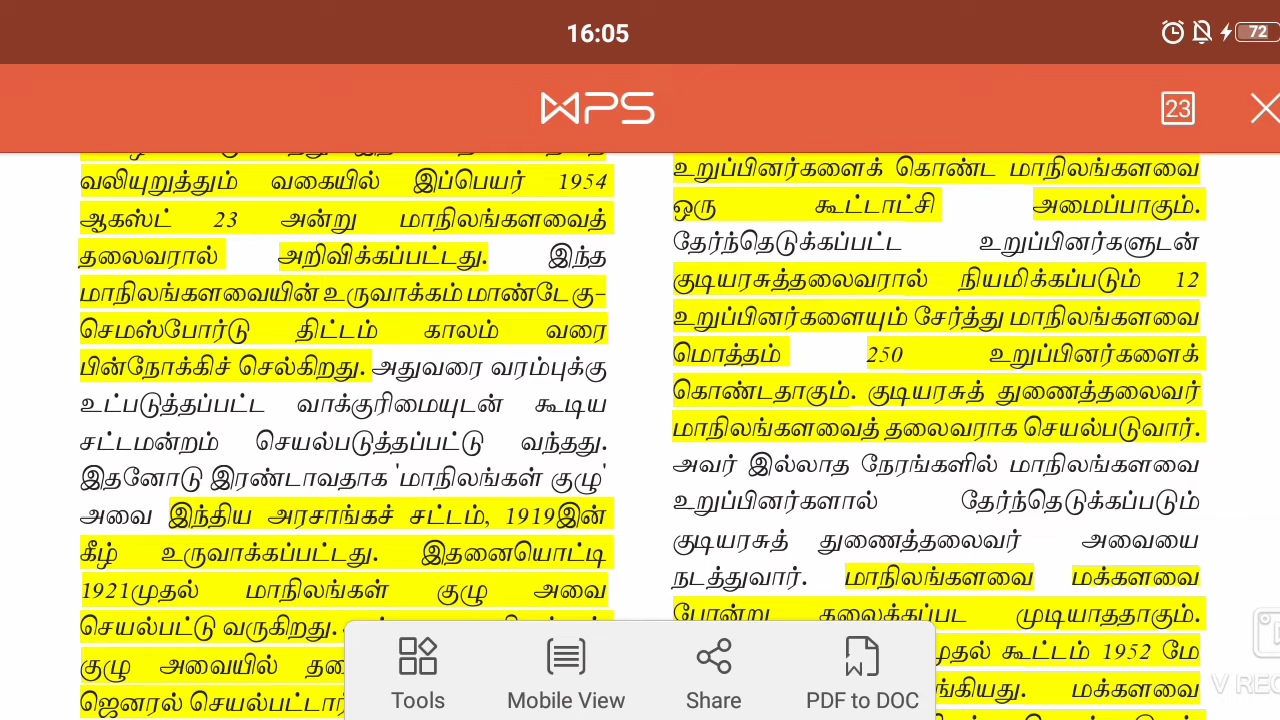 16:05
72
WPS
23
வலியுறுத்தும் வகையில் இப்பெயர் 1954
ஆகஸ்ட் 23 அன்று மாநிலங்களவைத்
தலைவரால் அறிவிக்கப்பட்டது. இந்த
மாநிலங்களவையின் உருவாக்கம் மாண்டேகு–
செமஸ்போர்டு திட்டம் காலம் வரை
பின்நோக்கிச் செல்கிறது. அதுவரை வரம்புக்கு
உட்படுத்தப்பட்ட வாக்குரிமையுடன் கூடிய
சட்டமன்றம் செயல்படுத்தப்பட்டு வந்தது.
இதனோடு இரண்டாவதாக 'மாநிலங்கள் குழு'
அவை இந்திய அரசாங்கச் சட்டம், 1919இன்
கீழ் உருவாக்கப்பட்டது. இதனையொட்டி
1921முதல் மாநிலங்கள் குழு அவை
செயல்பட்டு வருகிறது.
குழு அவையில்
ஜெனரல் செயல்பட்டார்
உறுப்பினர்களைக் கொண்ட மாநிலங்களவை
ஒரு கூட்டாட்சி அமைப்பாகும்.
தேர்ந்தெடுக்கப்பட்ட உறுப்பினர்களுடன்
குடியரசுத்தலைவரால் நியமிக்கப்படும் 12
உறுப்பினர்களையும் சேர்த்து மாநிலங்களவை
மொத்தம் 250 உறுப்பினர்களைக்
கொண்டதாகும். குடியரசுத் துணைத்தலைவர்
மாநிலங்களவைத் தலைவராக செயல்படுவார்.
அவர் இல்லாத நேரங்களில் மாநிலங்களவை
உறுப்பினர்களால் தேர்ந்தெடுக்கப்படும்
குடியரசுத் துணைத்தலைவர் அவையை
நடத்துவார். மாநிலங்களவை மக்களவை
போன்று கலைக்கப்பட முடியாததாகும்.
முதல் கூட்டம் 1952 மே
ங்கியது. மக்களவை
Tools
Mobile View
Share
PDF to DOC
V REC